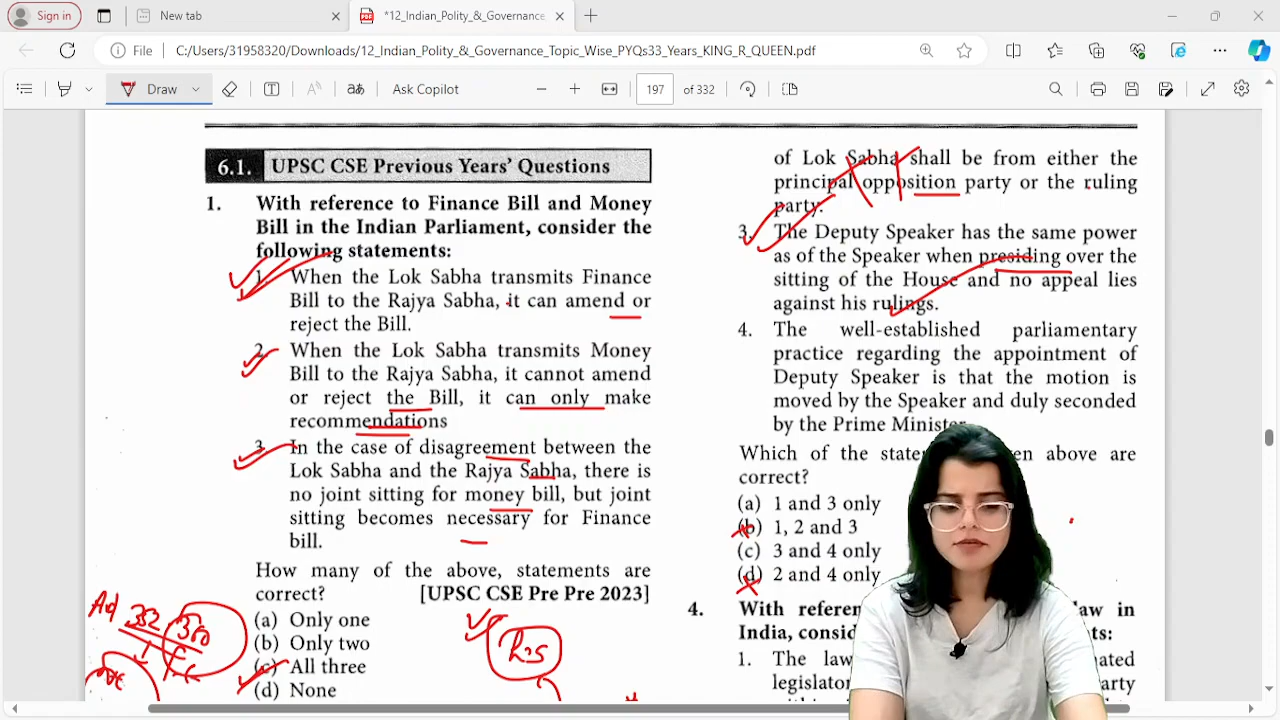 Sign in
New tab
*12_Indian_Polity_&_Governance_
File
C:/Users/31958320/Downloads/12_Indian_Polity_&_Governance_Topic_Wise_PYQs33_Years_KING_R_QUEEN.pdf
Draw
Ask Copilot
197
of 332
6.1. UPSC CSE Previous Years' Questions
1. With reference to Finance Bill and Money
Bill in the Indian Parliament, consider the
following statements:
1. When the Lok Sabha transmits Finance
Bill to the Rajya Sabha, it can amend or
reject the Bill.
2. When the Lok Sabha transmits Money
Bill to the Rajya Sabha, it cannot amend
or reject the Bill, it can only make
recommendations
3. In the case of disagreement between the
Lok Sabha and the Rajya Sabha, there is
no joint sitting for money bill, but joint
sitting becomes necessary for Finance
bill.
How many of the above, statements are
correct? [UPSC CSE Pre Pre 2023]
(a) Only one
(b) Only two
(c) All three
(d) None
of Lok Sabha shall be from either the
principal opposition party or the ruling
party.
3. The Deputy Speaker has the same power
as of the Speaker when presiding over the
sitting of the House and no appeal lies
against his rulings.
4. The well-established parliamentary
practice regarding the appointment of
Deputy Speaker is that the motion is
moved by the Speaker and duly seconded
by the Prime Minister
Which of the above are
correct?
(a) 1 and 3 only
(b) 1, 2 and 3
(c) 3 and 4 only
(d) 2 and 4 only
4. With law in
India,
1. The law